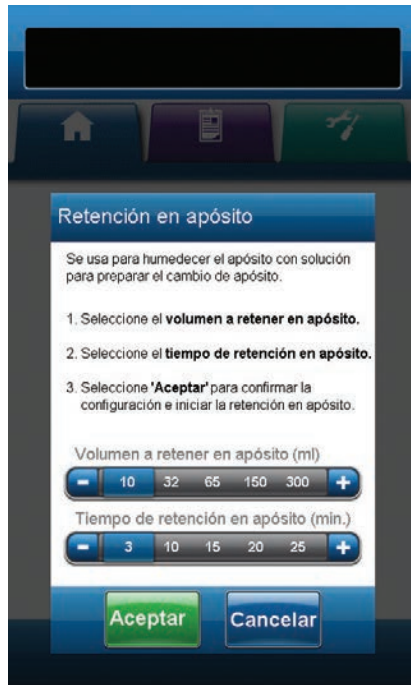 Retención en apósito
Se usa para humedecer el apósito con solución
para preparar el cambio de apósito.
1. Seleccione el volumen a retener en apósito.
2. Seleccione el tiempo de retención en apósito.
3. Seleccione 'Aceptar' para confirmar la
configuración e iniciar la retención en apósito.
Volumen a retener en apósito (ml)
- 10 32 65 150 300 +
Tiempo de retención en apósito (min.)
- 3 10 15 20 25 +
Aceptar Cancelar